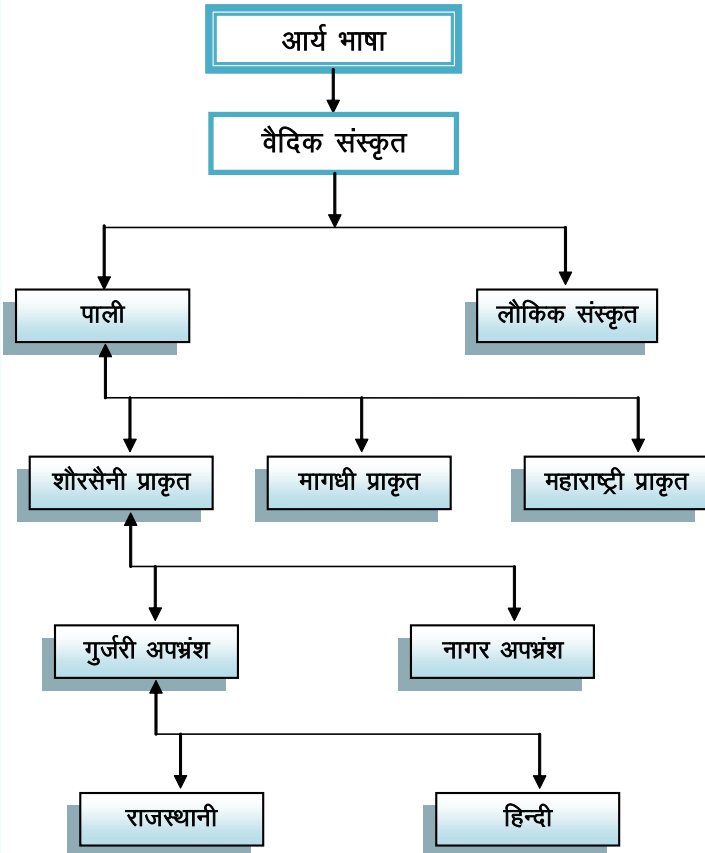 आर्य भाषा
वैदिक संस्कृत
पाली
लौकिक संस्कृत
शौरसैनी प्राकृत
मागधी प्राकृत
महाराष्ट्री प्राकृत
गुर्जरी अपभ्रंश
नागर अपभ्रंश
राजस्थानी
हिन्दी